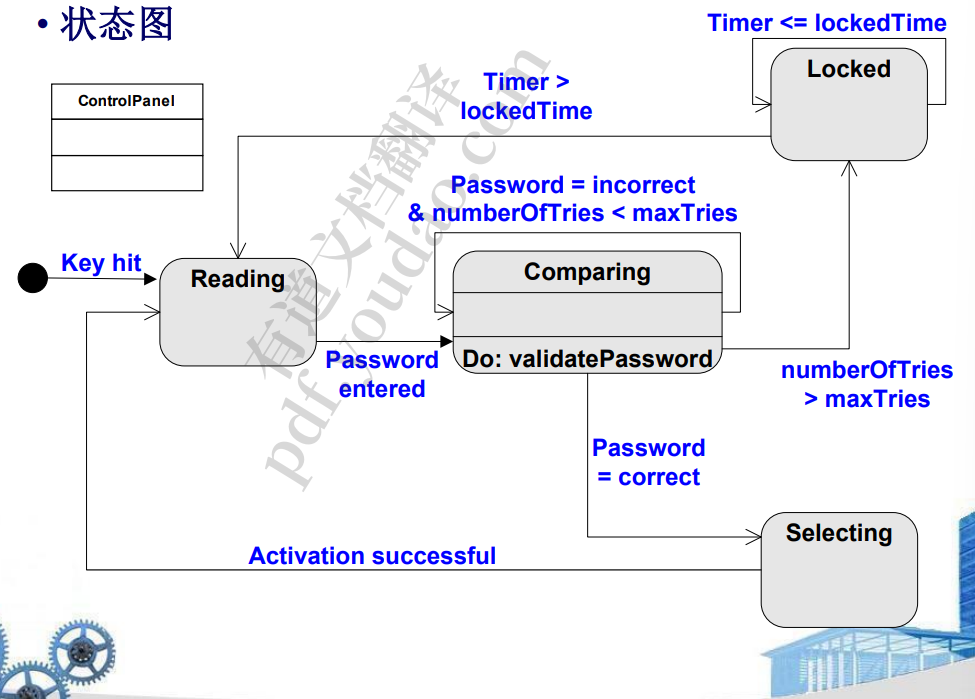 • 状态图
Timer <= lockedTime
Locked
ControlPanel
Timer >
lockedTime
Password = incorrect
& numberOfTries < maxTries
Key hit
Reading
Comparing
Do: validatePassword
Password
entered
numberOfTries
> maxTries
Password
= correct
Selecting
Activation successful
有道文档翻译
pdf.youdao.com